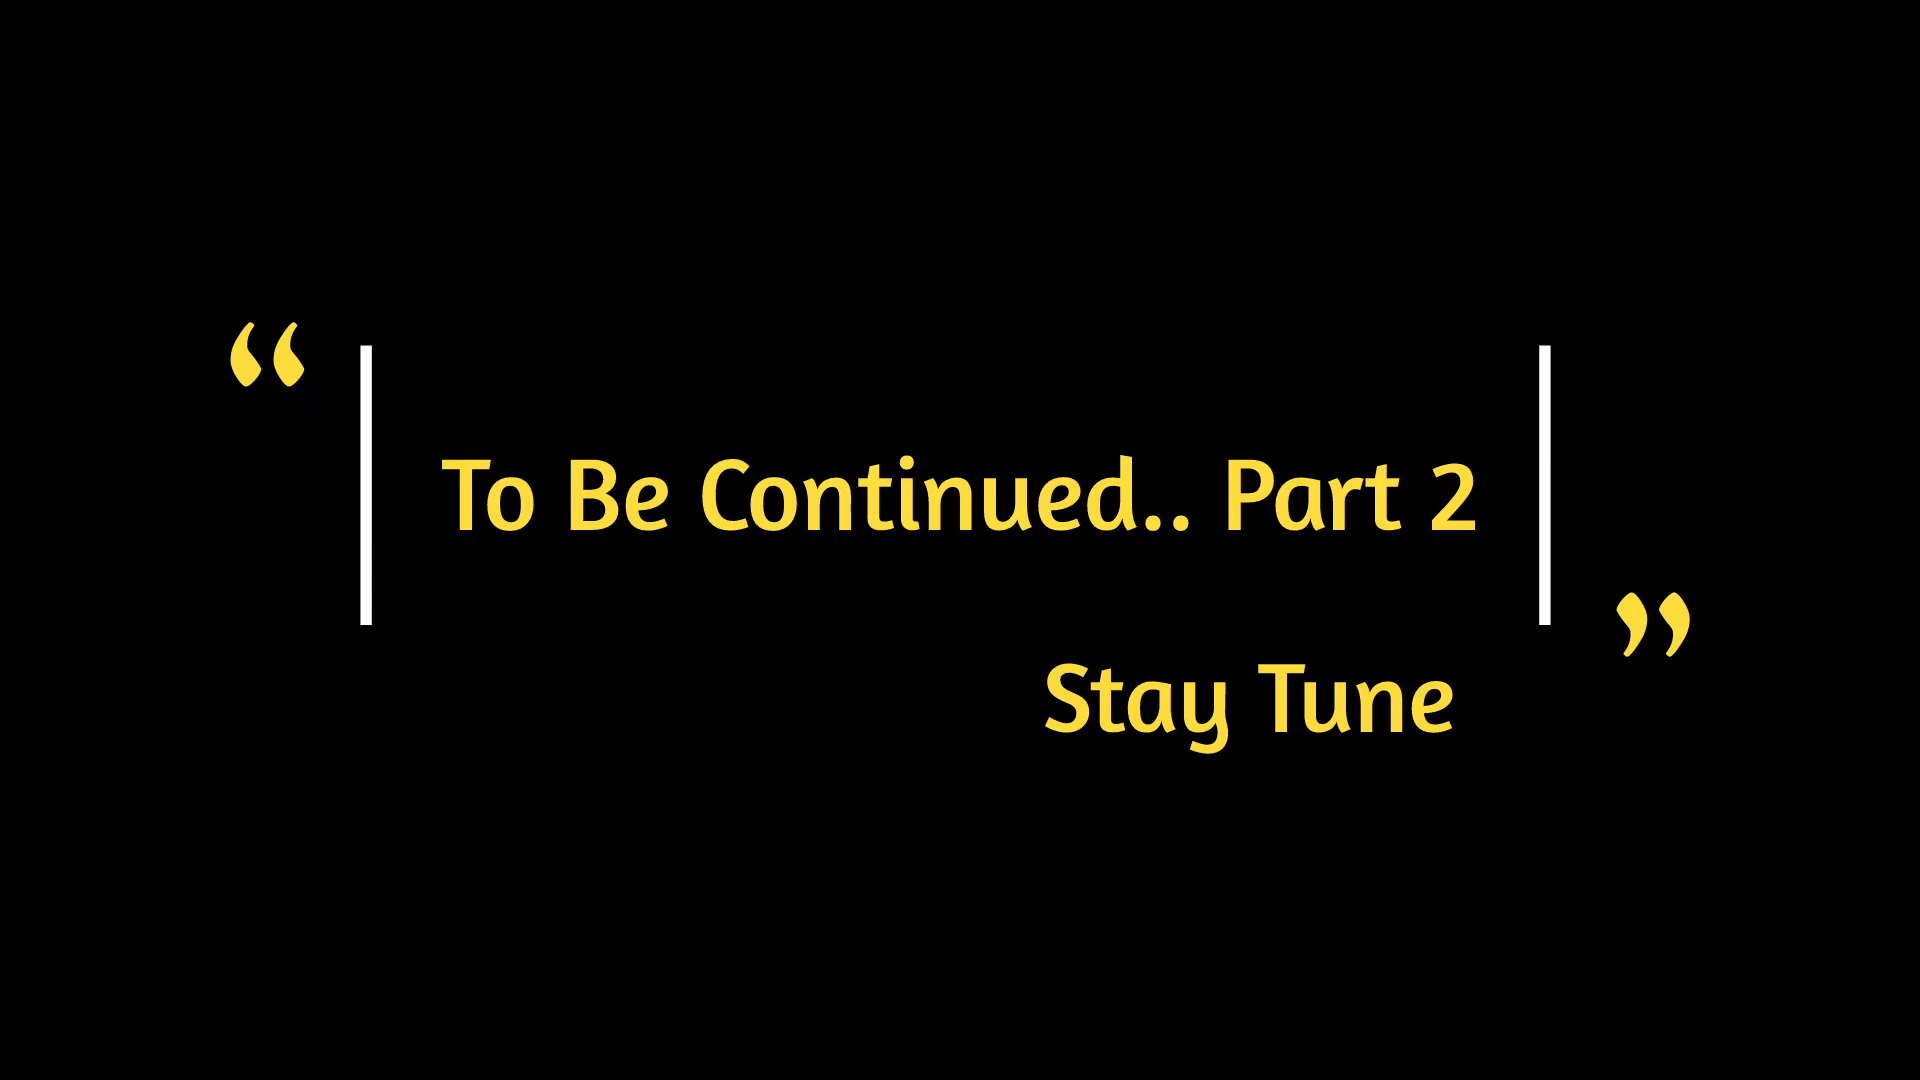 “
To Be Continued.. Part 2
”
Stay Tune